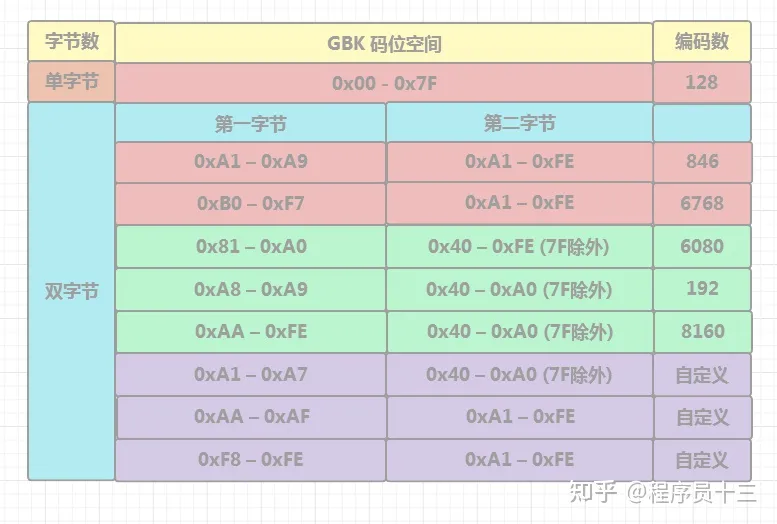 字节数 GBK 码位空间 编码数
单字节 0x00 - 0x7F 128
第一字节 第二字节
0xA1 – 0xA9 0xA1 – 0xFE 846
0xB0 – 0xF7 0xA1 – 0xFE 6768
0x81 – 0xA0 0x40 – 0xFE (7F除外) 6080
双字节 0xA8 – 0xA9 0x40 – 0xA0 (7F除外) 192
0xAA – 0xFE 0x40 – 0xA0 (7F除外) 8160
0xA1 – 0xA7 0x40 – 0xA0 (7F除外) 自定义
0xAA – 0xAF 0xA1 – 0xFE 自定义
0xF8 – 0xFE 0xA1 – 0xFE 自定义
知乎 @程序员十三